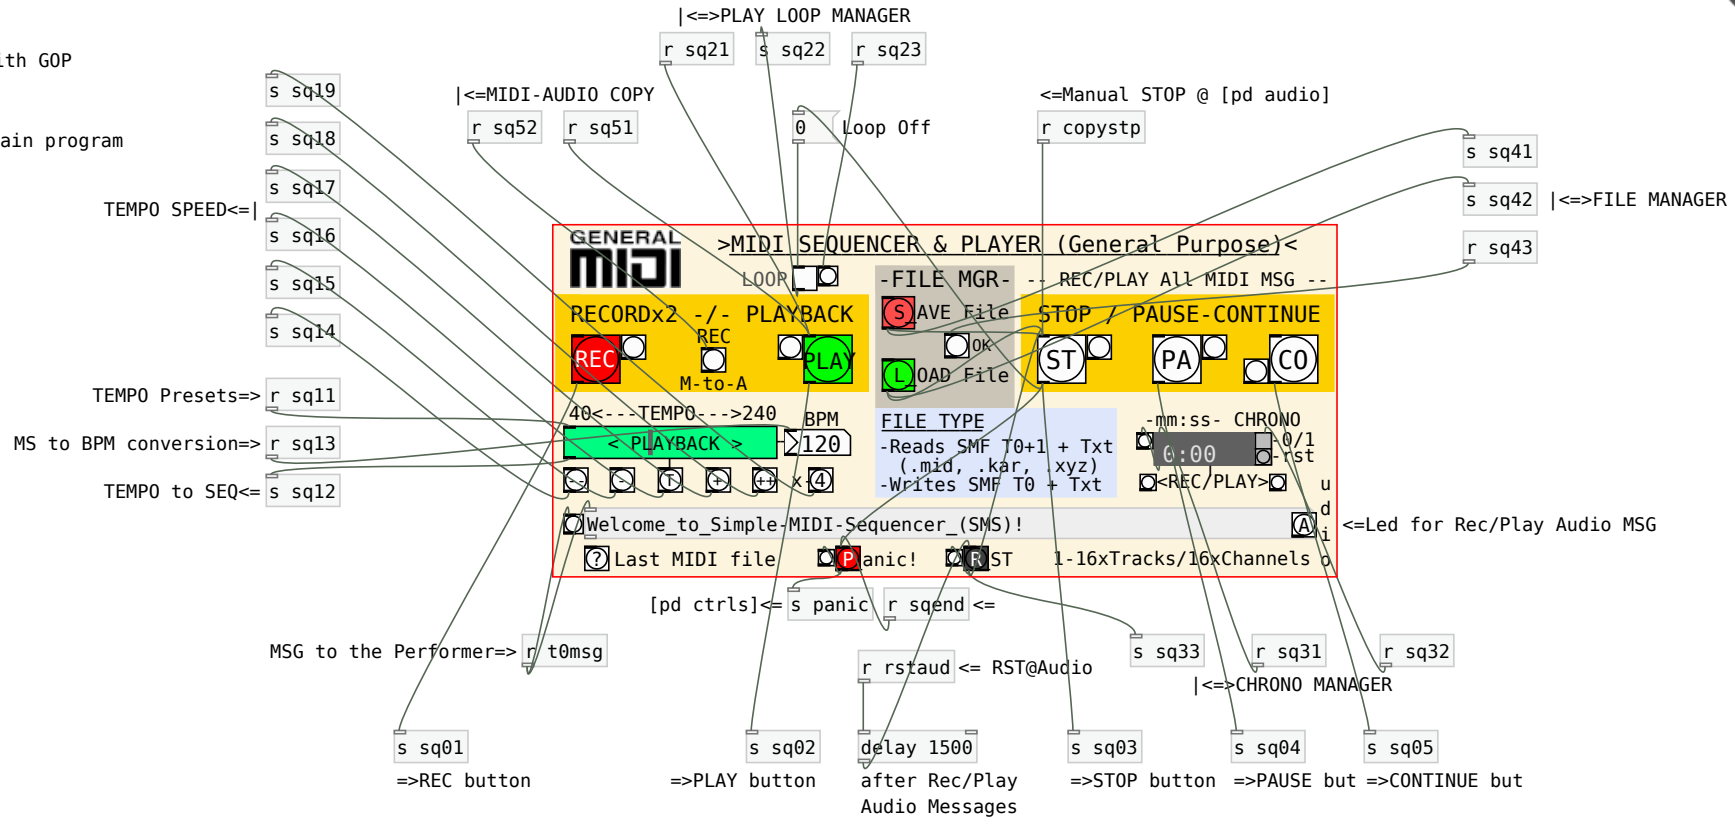 |<=>PLAY LOOP MANAGER
r sq21
s sq22
r sq23
ith GOP
s sq19
|<=MIDI-AUDIO COPY
<=Manual STOP @ [pd audio]
r sq52
r sq51
0
Loop Off
r copystp
ain program
s sq18
s sq41
s sq17
TEMPO SPEED<=|
s sq42
|<=>FILE MANAGER
s sq16
r sq43
s sq15
s sq14
GENERAL
MIDI
>MIDI SEQUENCER & PLAYER (General Purpose)<
LOOP
-FILE MGR-
-- REC/PLAY All MIDI MSG --
RECORDx2 -/- PLAYBACK
S_AVE File
STOP / PAUSE-CONTINUE
REC
REC
M-to-A
PLAY
OK
L_OAD File
ST
PA
CO
TEMPO Presets=>
r sq11
40<---TEMPO--->240
BPM
< PLAYBACK >
120
FILE TYPE
-Reads SMF T0+1 + Txt
(.mid, .kar, .xyz)
-Writes SMF T0 + Txt
-mm:ss- CHRONO
0:00
-0/1
-rst
<REC/PLAY>
MS to BPM conversion=>
r sq13
TEMPO to SEQ<=
s sq12
--
-
T
+
++
x-4
u
d
i
o
Welcome_to_Simple-MIDI-Sequencer_(SMS)!
A
<=Led for Rec/Play Audio MSG
?
Last MIDI file
P anic!
R ST
1-16xTracks/16xChannels
[pd ctrls]<=
s panic
r sqend
<=
MSG to the Performer=>
r t0msg
r rstaud
<= RST@Audio
s sq33
r sq31
r sq32
|<=>CHRONO MANAGER
s sq01
=>REC button
s sq02
=>PLAY button
delay 1500
after Rec/Play
Audio Messages
s sq03
=>STOP button
s sq04
=>PAUSE but
s sq05
=>CONTINUE but